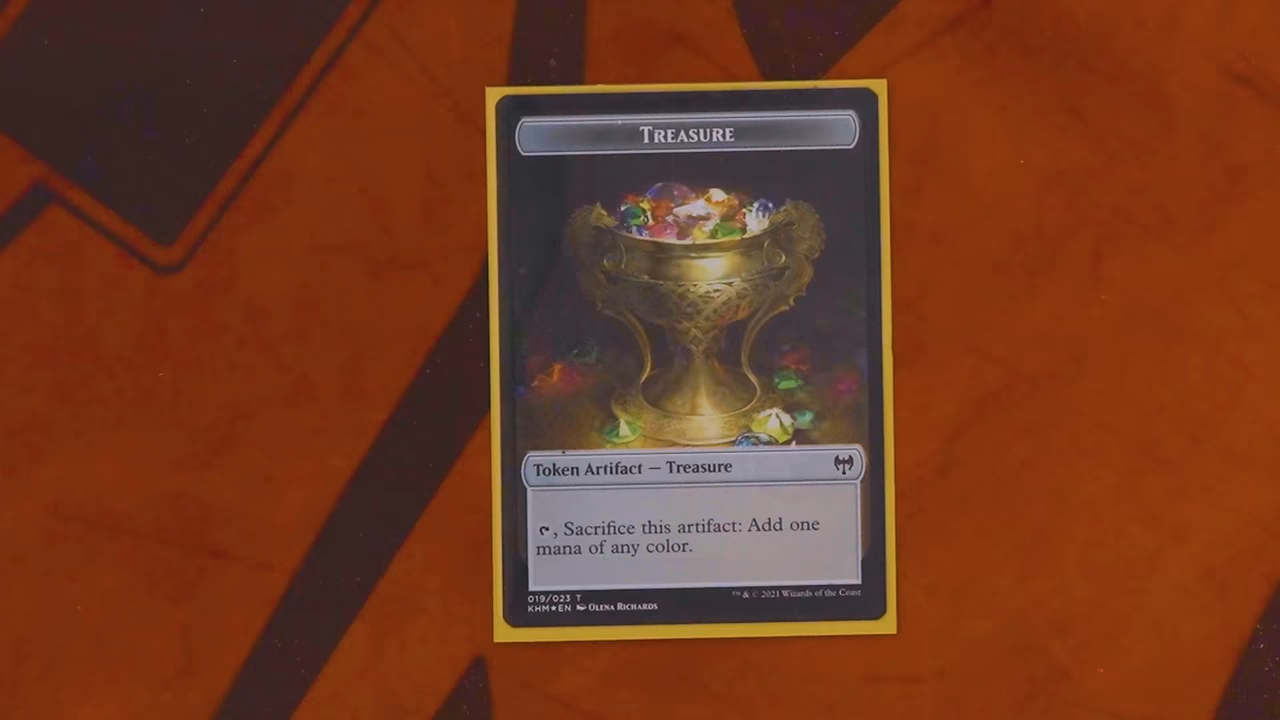 TREASURE
Token Artifact — Treasure
, Sacrifice this artifact: Add one
mana of any color.
019/023 T
KHM★EN OLENA RICHARDS
™ & © 2021 Wizards of the Coast